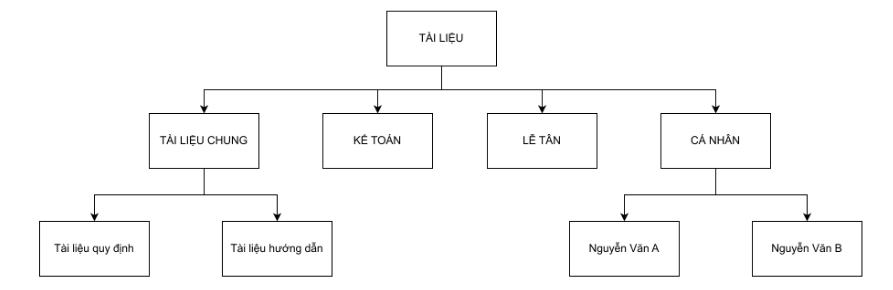 TÀI LIỆU
TÀI LIỆU CHUNG
KẾ TOÁN
LỄ TÂN
CÁ NHÂN
Tài liệu quy định
Tài liệu hướng dẫn
Nguyễn Văn A
Nguyễn Văn B